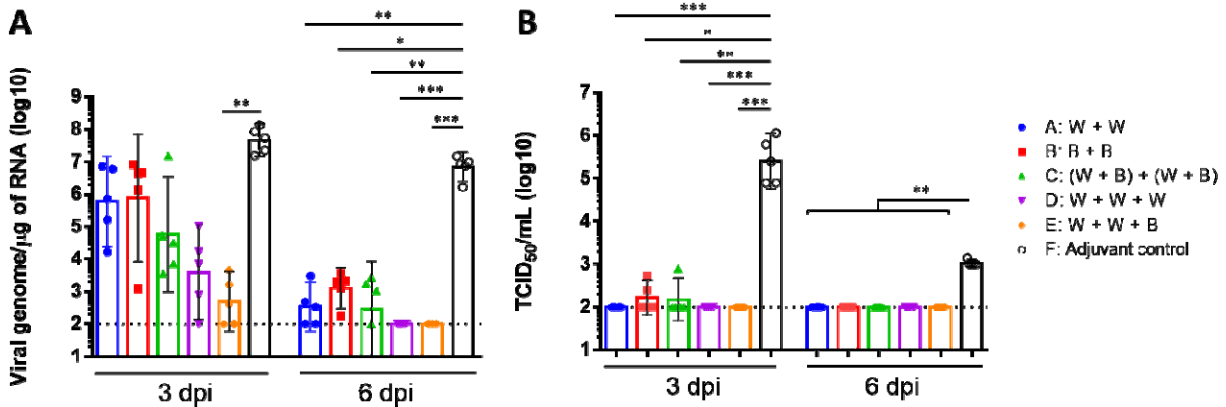 A
Viral genome/µg of RNA (log10)
9
8
7
6
5
4
3
2
1
**
**
*
**
***
***
3 dpi
6 dpi
B
TCID50/mL (log10)
7
6
5
4
3
2
1
***
*
**
***
***
**
3 dpi
6 dpi
A: W + W
B: B + B
C: (W + B) + (W + B)
D: W + W + W
E: W + W + B
F: Adjuvant control